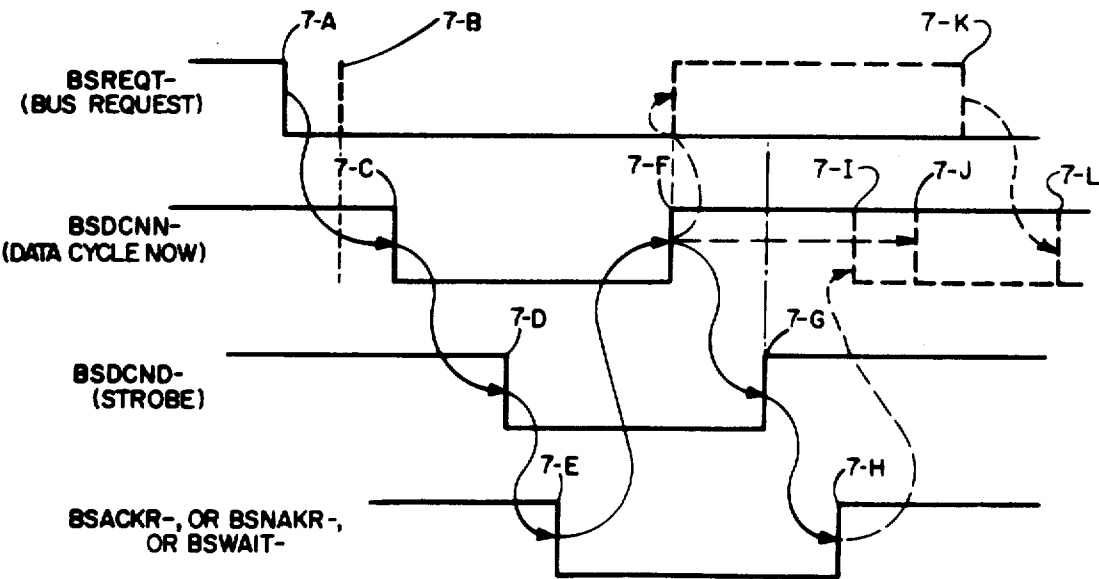 7-A
7-B
7-K
BSREQT-
(BUS REQUEST)
7-C
7-F
7-I
7-J
7-L
BSDCNN-
(DATA CYCLE NOW)
7-D
7-G
BSDCND-
(STROBE)
7-E
7-H
BSACKR-, OR BSNAKR-,
OR BSWAIT-